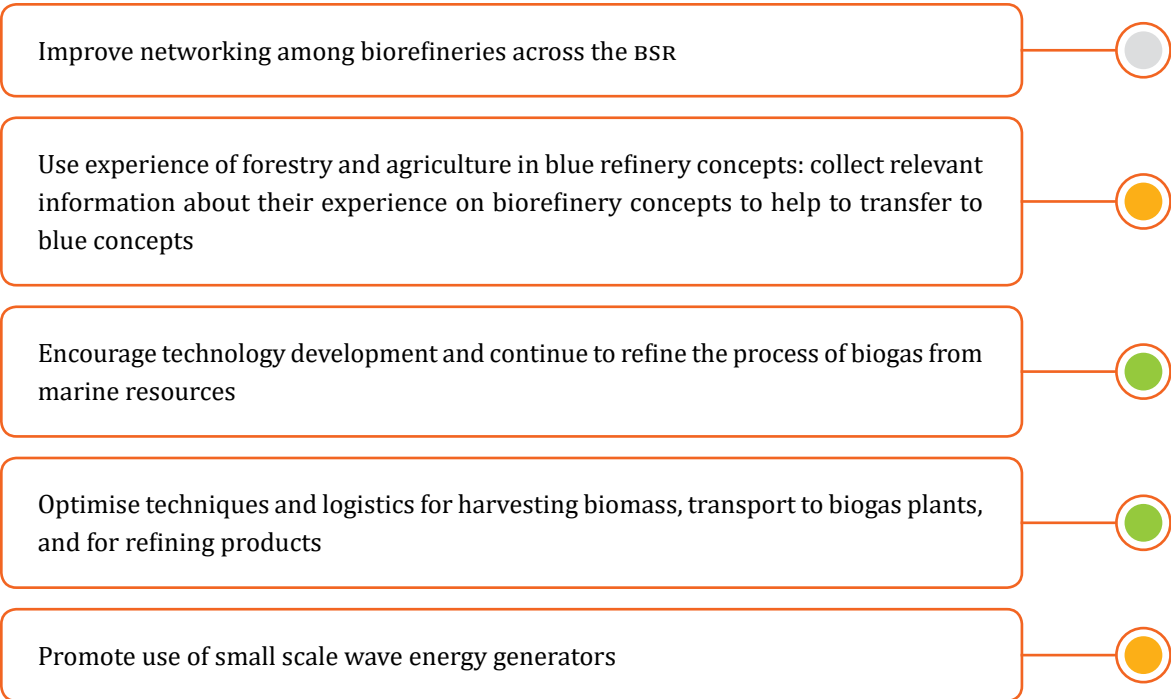 Improve networking among biorefineries across the BSR
Use experience of forestry and agriculture in blue refinery concepts: collect relevant
information about their experience on biorefinery concepts to help to transfer to
blue concepts
Encourage technology development and continue to refine the process of biogas from
marine resources
Optimise techniques and logistics for harvesting biomass, transport to biogas plants,
and for refining products
Promote use of small scale wave energy generators